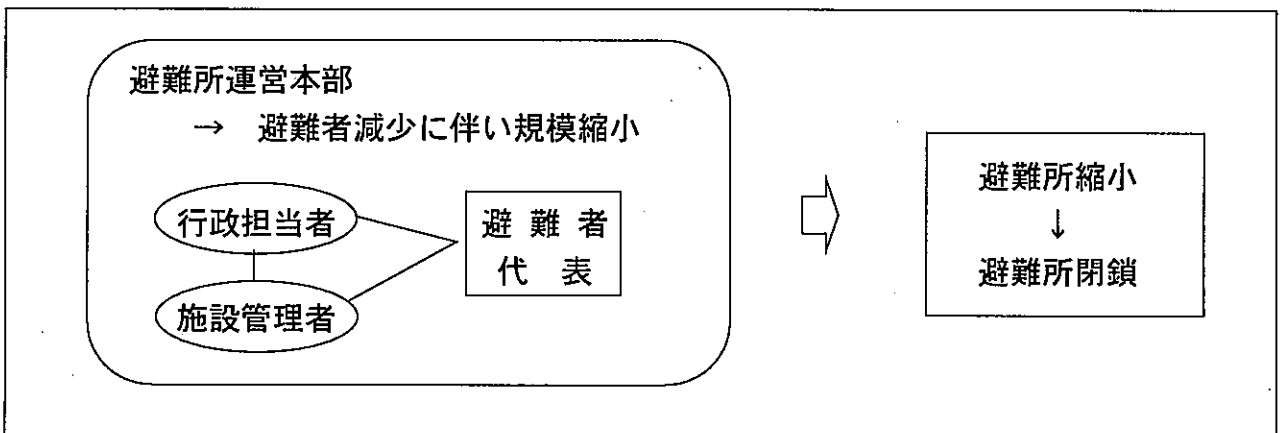 避難所運営本部
→ 避難者減少に伴い規模縮小
行政担当者
施設管理者
避難者
代表
避難所縮小
↓
避難所閉鎖